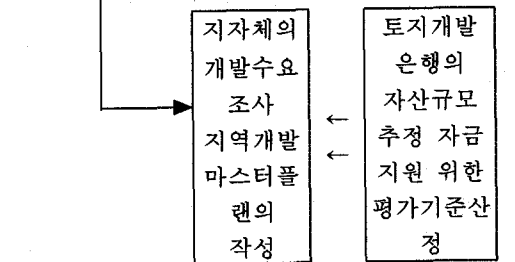 지자체의
개발수요
조사
지역개발
마스터플
랜의
작성
토지개발
은행의
자산규모
추정 자금
지원 위한
평가기준산
정